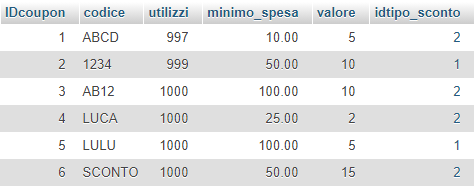 IDcoupon codice utilizzi minimo_spesa valore idtipo_sconto
1 ABCD 997 10.00 5 2
2 1234 999 50.00 10 1
3 AB12 1000 100.00 10 2
4 LUCA 1000 25.00 2 2
5 LULU 1000 100.00 5 1
6 SCONTO 1000 50.00 15 2